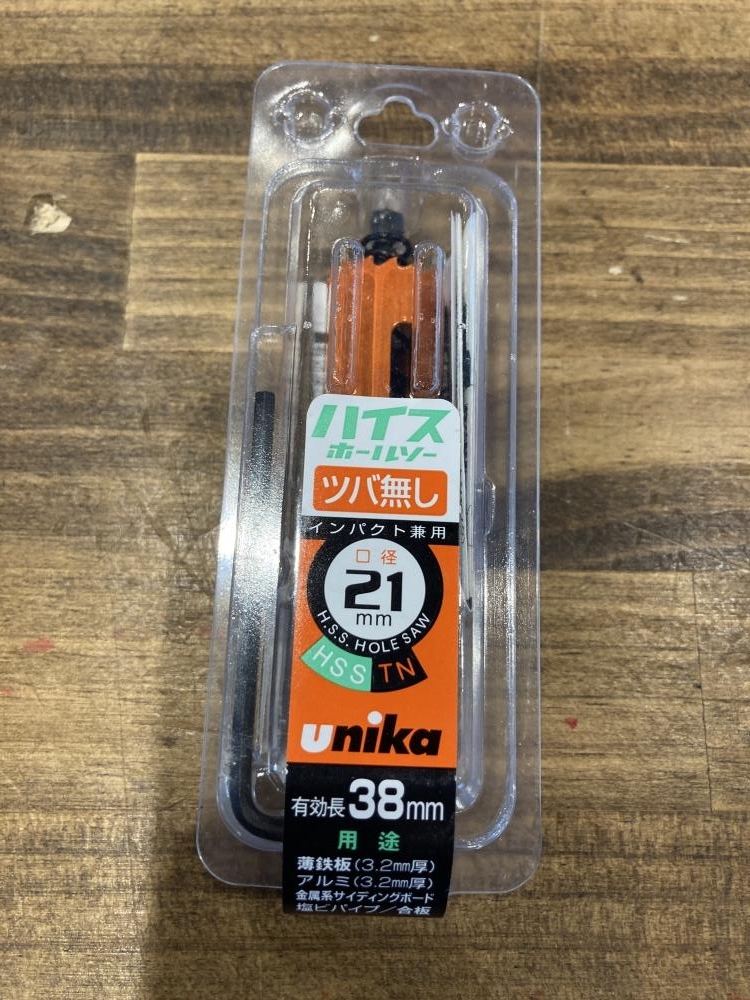 ハイス
ホールソー
ツバ無し
インパクト兼用
口径
21
mm
H.S.S. HOLE SAW
HSS TN
unika
有効長38mm
用途
薄鉄板(3.2mm厚)
アルミ(3.2mm厚)
金属系サイディングボード
塩ビパイプ/合板